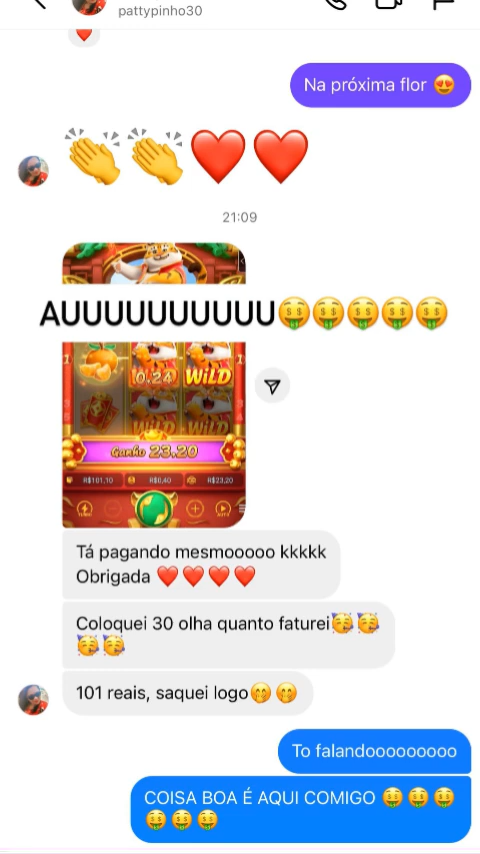 pattypinho30
Na próxima flor 😍
👏👏❤️❤️
21:09
AUUUUUUUUUU🤑🤑🤑🤑🤑
0.24 WiLD
WiLD WiLD
Ganho 23.20
R$101,10 R$0,40 R$23,20
Tá pagando mesmooooo kkkkk
Obrigada ❤️❤️❤️❤️
Coloquei 30 olha quanto faturei🥳🥳
🥳🥳
101 reais, saquei logo🤭🤭
To falandooooooooo
COISA BOA É AQUI COMIGO 🤑🤑🤑
🤑🤑🤑